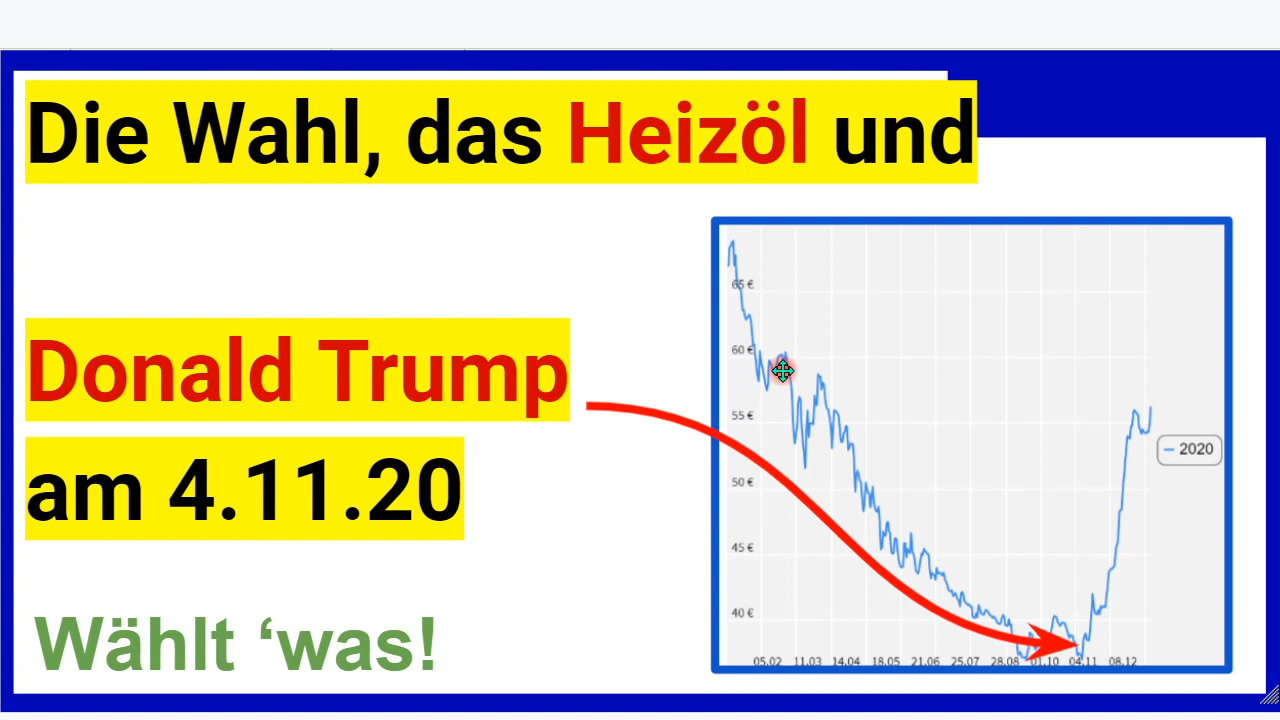 Die Wahl, das Heizöl und
Donald Trump
am 4.11.20
Wählt ‘was!
65 €
60 €
55 €
50 €
45 €
40 €
05.02 11.03 14.04 18.05 21.06 25.07 28.08 01.10 04.11 08.12
2020